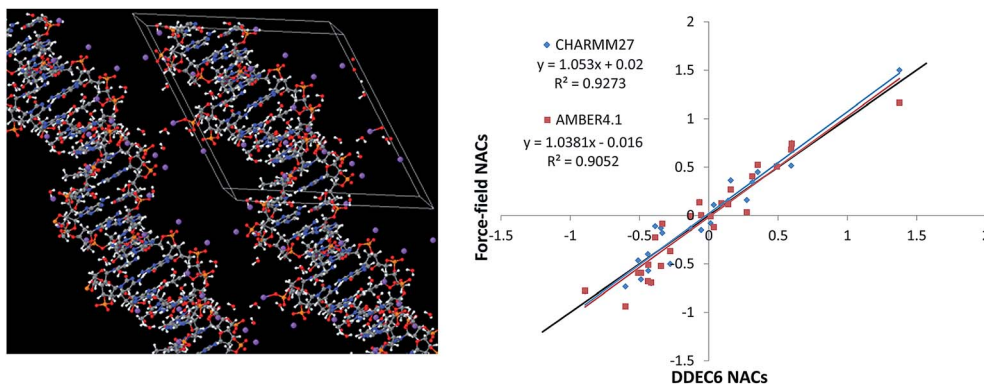 CHARMM27
y = 1.053x + 0.02
R² = 0.9273
AMBER4.1
y = 1.0381x - 0.016
R² = 0.9052
Force-field NACs
2
1.5
1
0.5
0
-0.5
-1
-1.5
-1.5
-1
-0.5
0
0.5
1
1.5
2
DDEC6 NACs